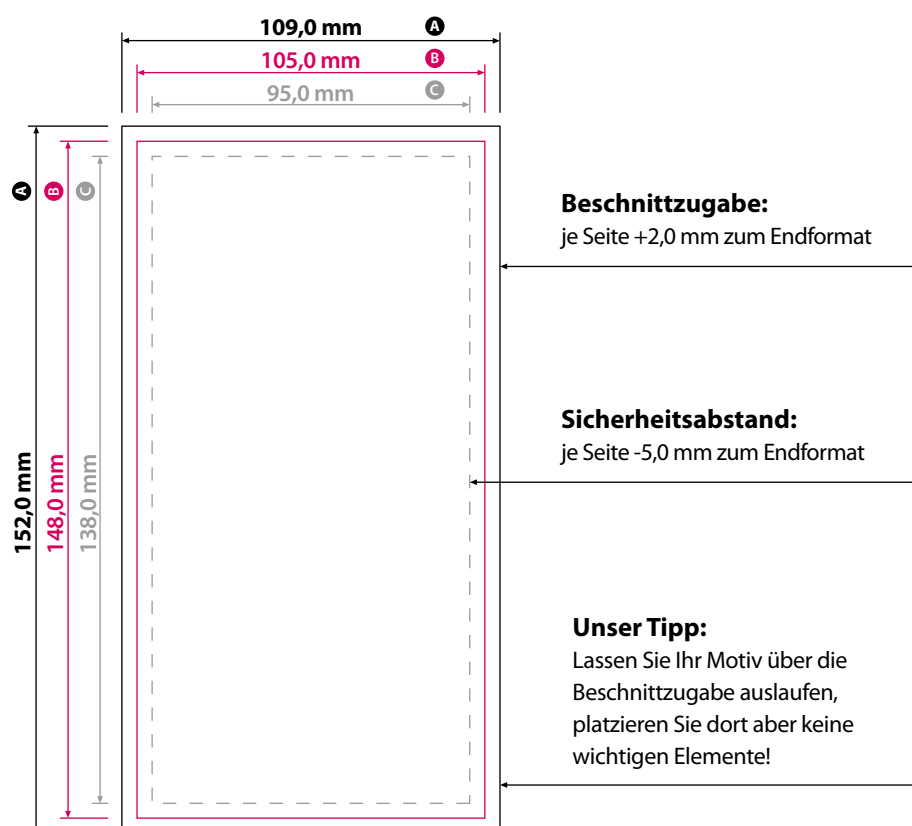 109,0 mm A
105,0 mm B
95,0 mm C
A
B
C
152,0 mm
148,0 mm
138,0 mm
Beschnittzugabe:
je Seite +2,0 mm zum Endformat
Sicherheitsabstand:
je Seite -5,0 mm zum Endformat
Unser Tipp:
Lassen Sie Ihr Motiv über die
Beschnittzugabe auslaufen,
platzieren Sie dort aber keine
wichtigen Elemente!